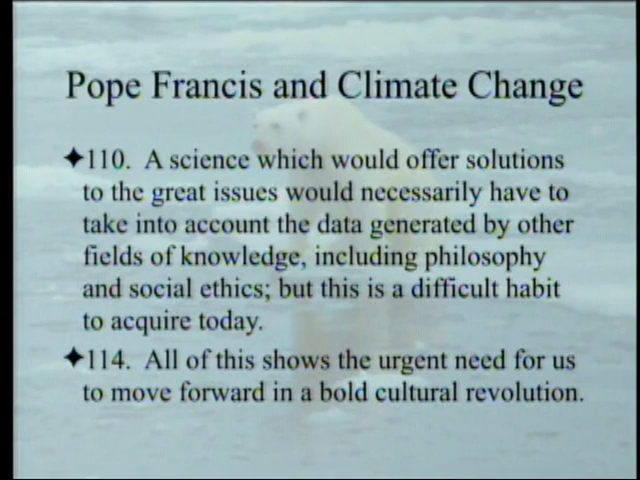 Pope Francis and Climate Change
✦110. A science which would offer solutions
to the great issues would necessarily have to
take into account the data generated by other
fields of knowledge, including philosophy
and social ethics; but this is a difficult habit
to acquire today.
✦114. All of this shows the urgent need for us
to move forward in a bold cultural revolution.